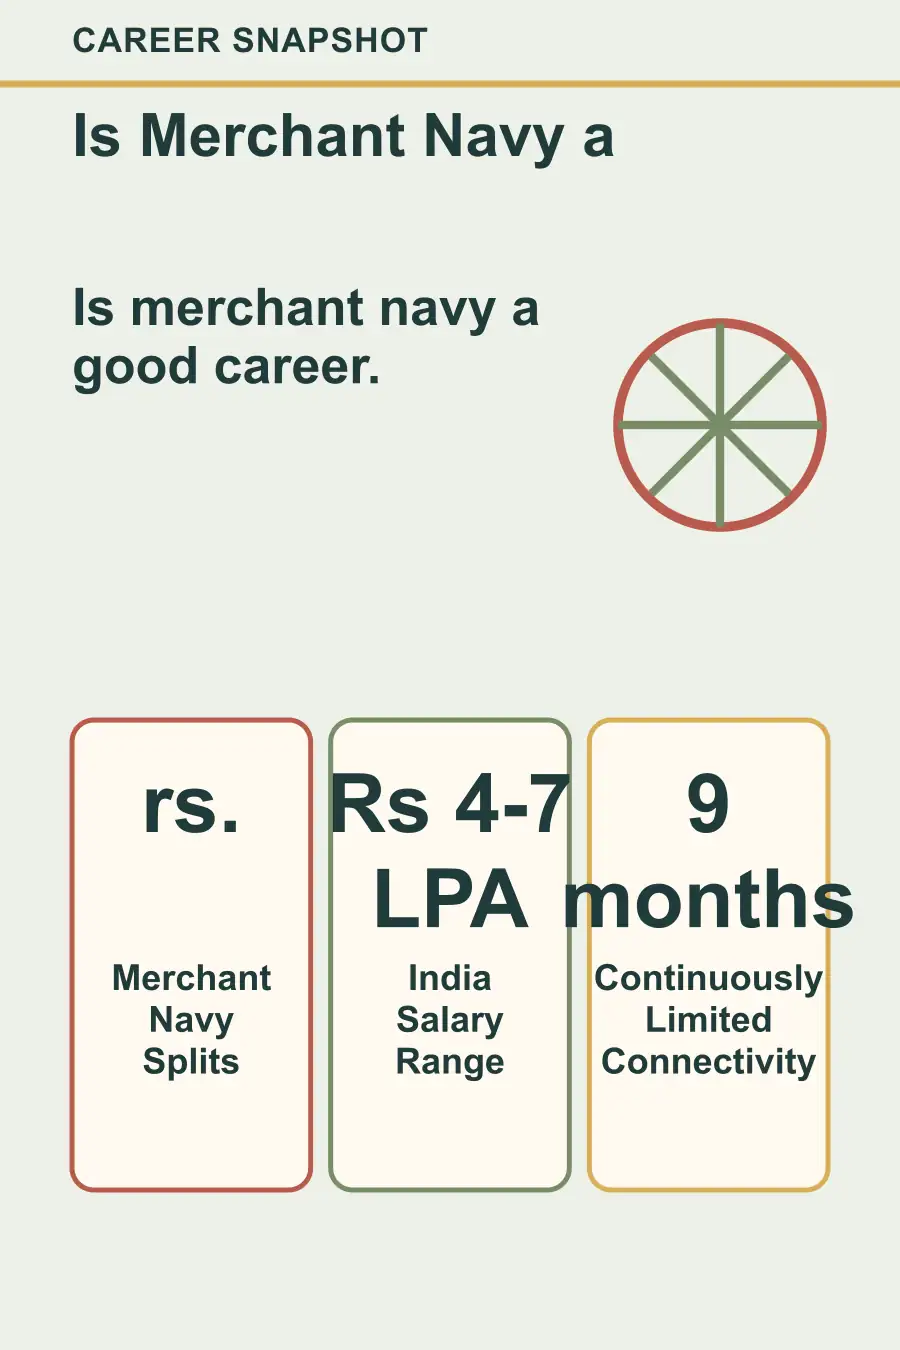 CAREER SNAPSHOT
Is Merchant Navy a
Is merchant navy a
good career.
rs.
Merchant
Navy
Splits
Rs 4-7
LPA
India
Salary
Range
9
months
Continuously
Limited
Connectivity